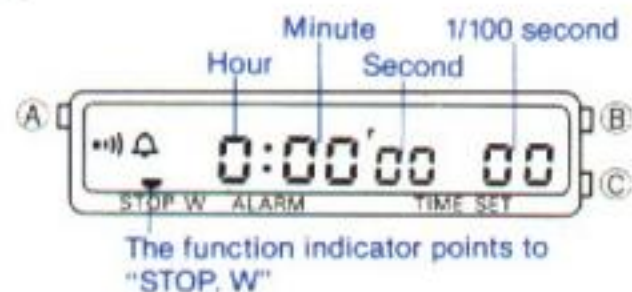 Minute 1/100 second
Hour Second
A B
0:00 00 00
C
STOP W ALARM TIME SET
The function indicator points to
"STOP. W"